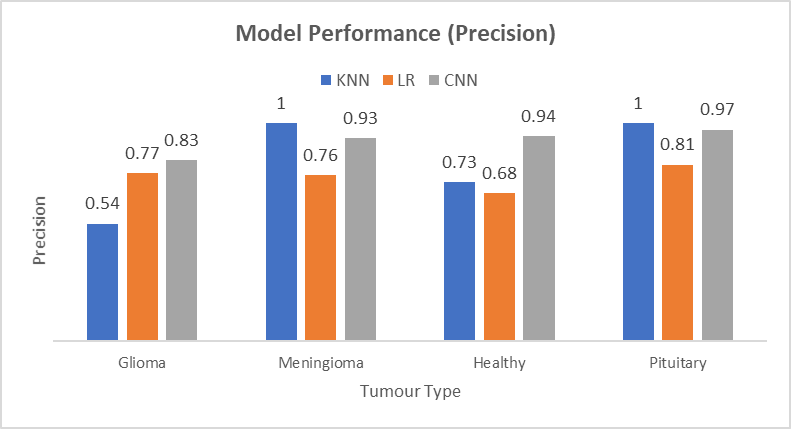 Model Performance (Precision)
KNN LR CNN
0.54 0.77 0.83 1 0.76 0.93 0.73 0.68 0.94 1 0.81 0.97
Precision
Glioma Meningioma Healthy Pituitary
Tumour Type